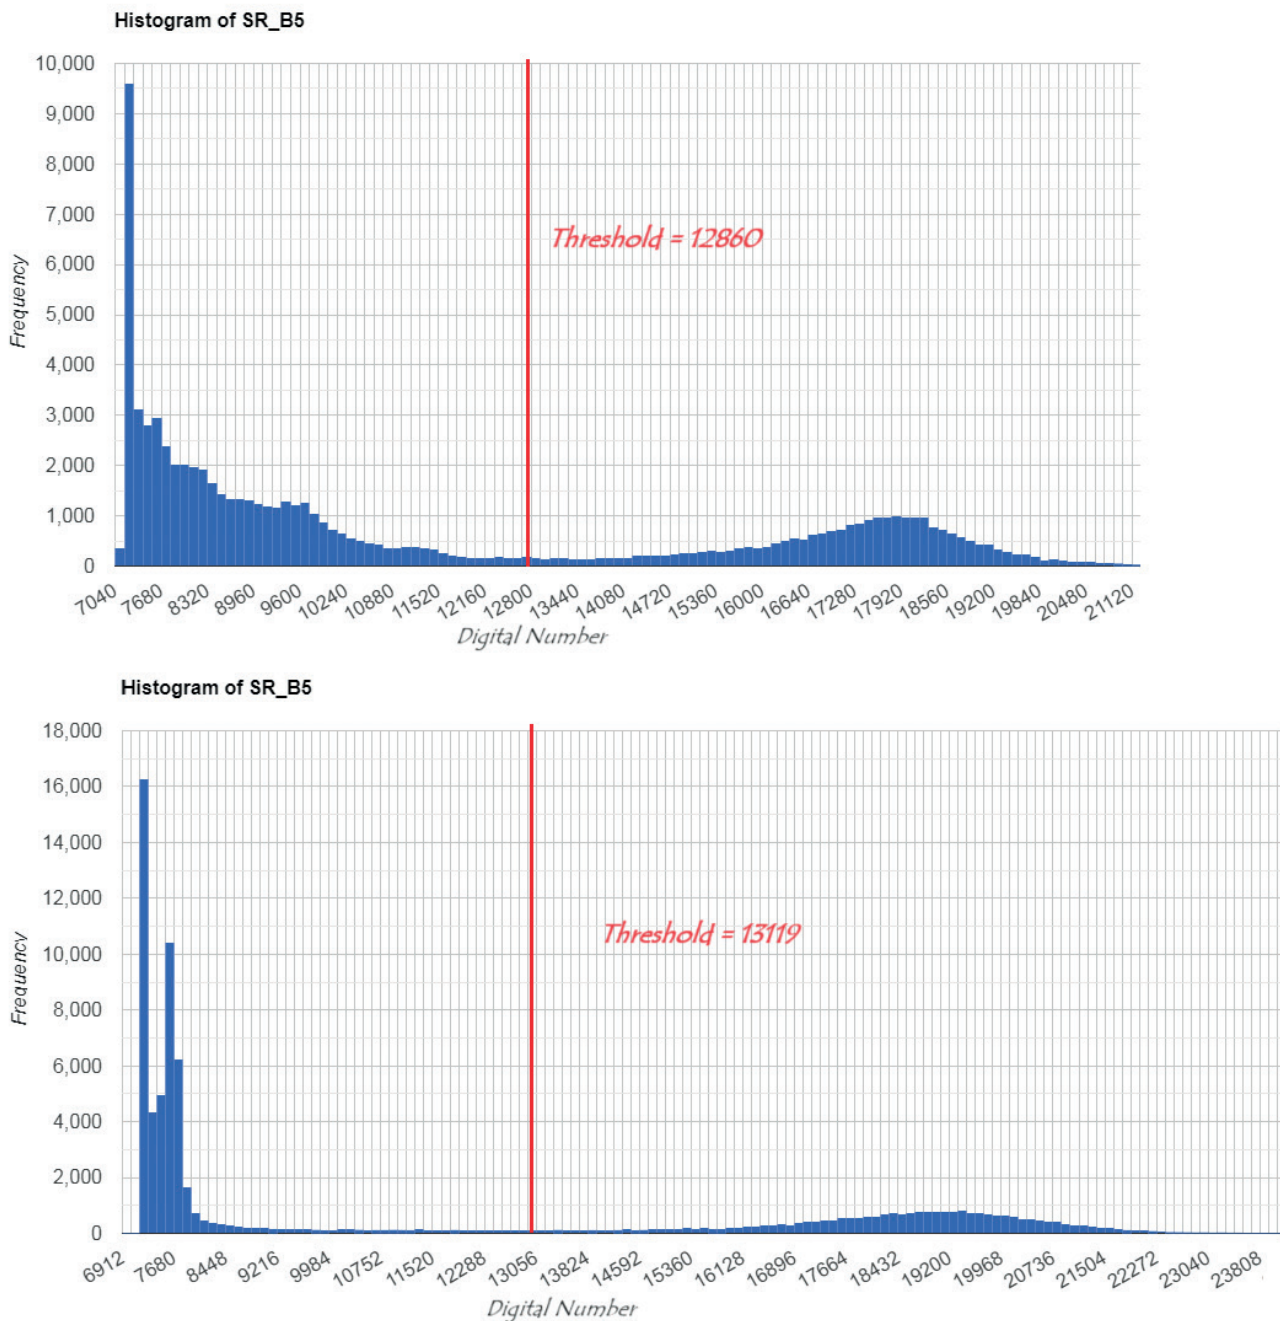 Histogram of SR_B5
10,000
9,000
8,000
7,000
6,000
5,000
4,000
3,000
2,000
1,000
0
Frequency
Threshold = 12860
7040 7680 8320 8960 9600 10240 10880 11520 12160 12800 13440 14080 14720 15360 16000 16640 17280 17920 18560 19200 19840 20480 21120
Digital Number
Histogram of SR_B5
18,000
16,000
14,000
12,000
10,000
8,000
6,000
4,000
2,000
0
Frequency
Threshold = 13119
6912 7680 8448 9216 9984 10752 11520 12288 13056 13824 14592 15360 16128 16896 17664 18432 19200 19968 20736 21504 22272 23040 23808
Digital Number